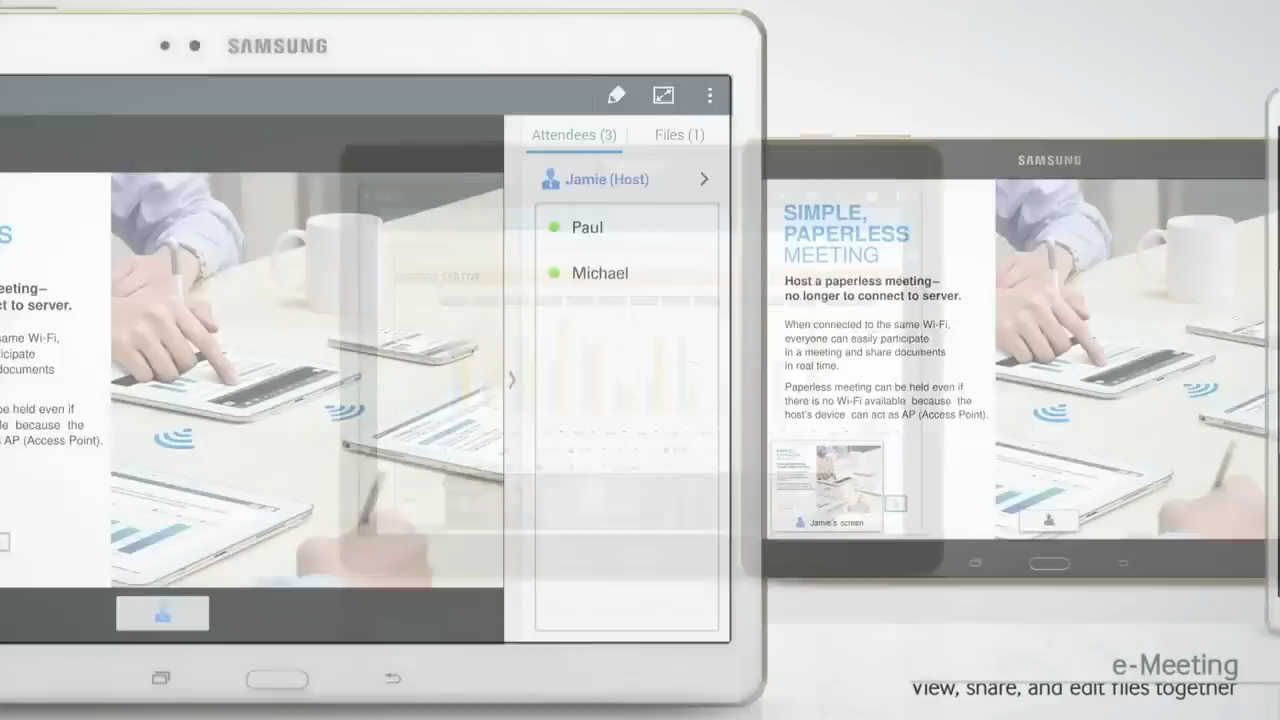 SAMSUNG
Attendees (3)
Files (1)
Jamie (Host)
Paul
Michael
S
eeting–
ct to server.
same Wi-Fi,
icipate
documents
be held even if
le because the
AP (Access Point).
SAMSUNG
SIMPLE,
PAPERLESS
MEETING
Host a paperless meeting–
no longer to connect to server.
When connected to the same Wi-Fi,
everyone can easily participate
in a meeting and share documents
in real time.
Paperless meeting can be held even if
there is no Wi-Fi available because the
host's device can act as AP (Access Point).
Jamie's screen
e-Meeting
View, share, and edit files together